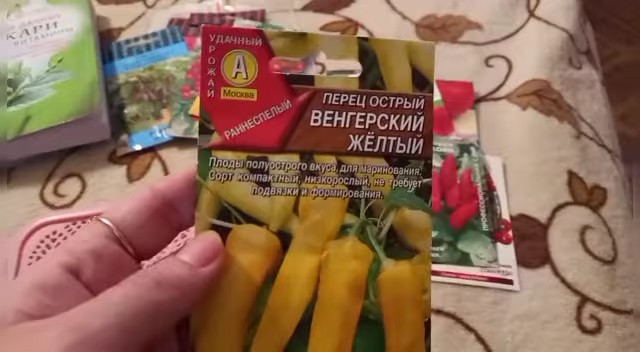 КАРИ
ВИТАМИНЫ
УДАЧНЫЙ
УРОЖАЙ
А
Москва
РАННЕСПЕЛЫЙ
ПЕРЕЦ ОСТРЫЙ
ВЕНГЕРСКИЙ
ЖЁЛТЫЙ
Плоды полуострого вкуса, для маринования.
Сорт компактный, низкорослый, не требует
подвязки и формирования.